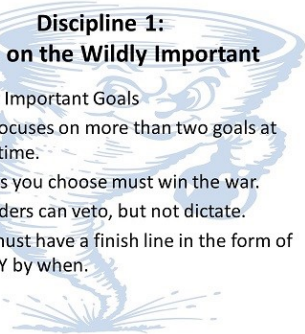 Discipline 1:
on the Wildly Important
Important Goals
ocuses on more than two goals at
time.
s you choose must win the war.
ders can veto, but not dictate.
must have a finish line in the form of
Y by when.